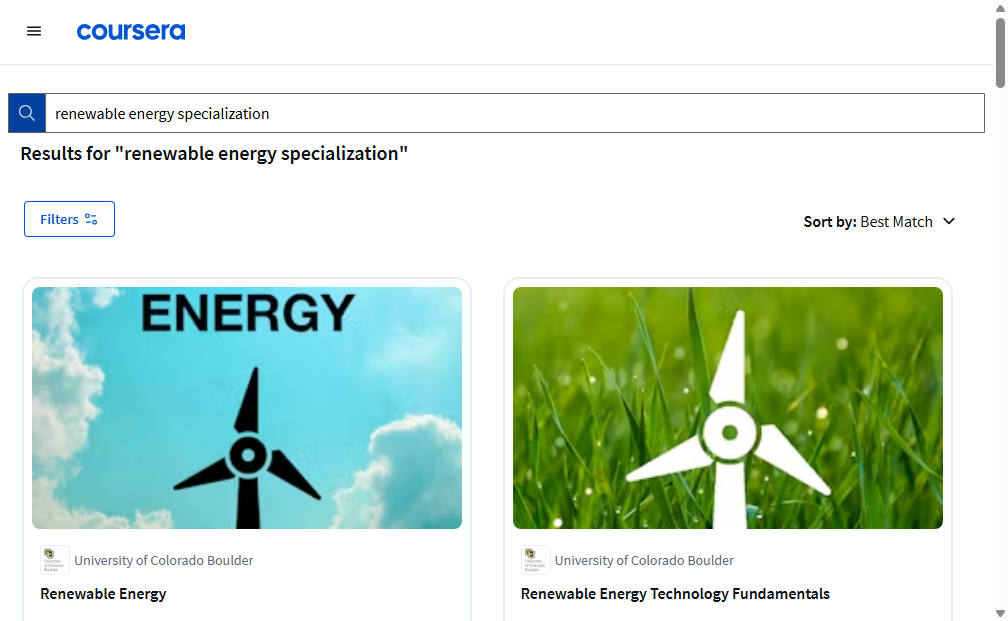 coursera
renewable energy specialization
Results for "renewable energy specialization"
Filters
Sort by: Best Match
ENERGY
University of Colorado Boulder
Renewable Energy
University of Colorado Boulder
Renewable Energy Technology Fundamentals